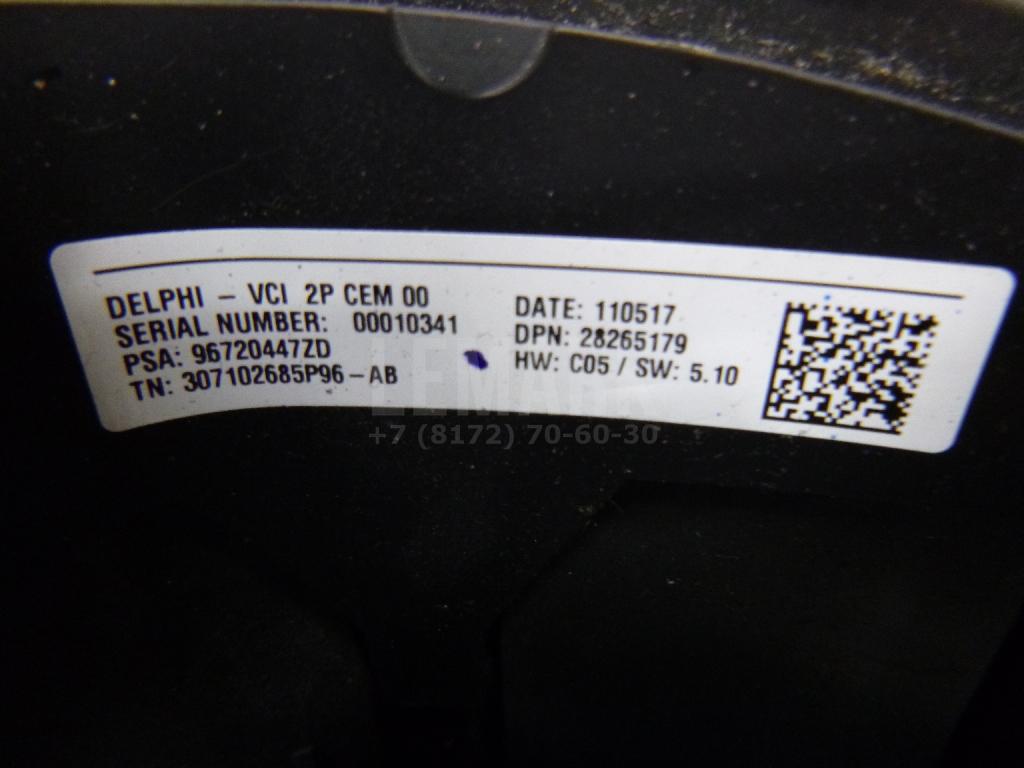 DELPHI - VCI 2P CEM 00
SERIAL NUMBER: 00010341
PSA: 96720447ZD
TN: 307102685P96-AB
DATE: 110517
DPN: 28265179
HW: C05 / SW: 5.10
LEMARK
+7 (8172) 70-60-30